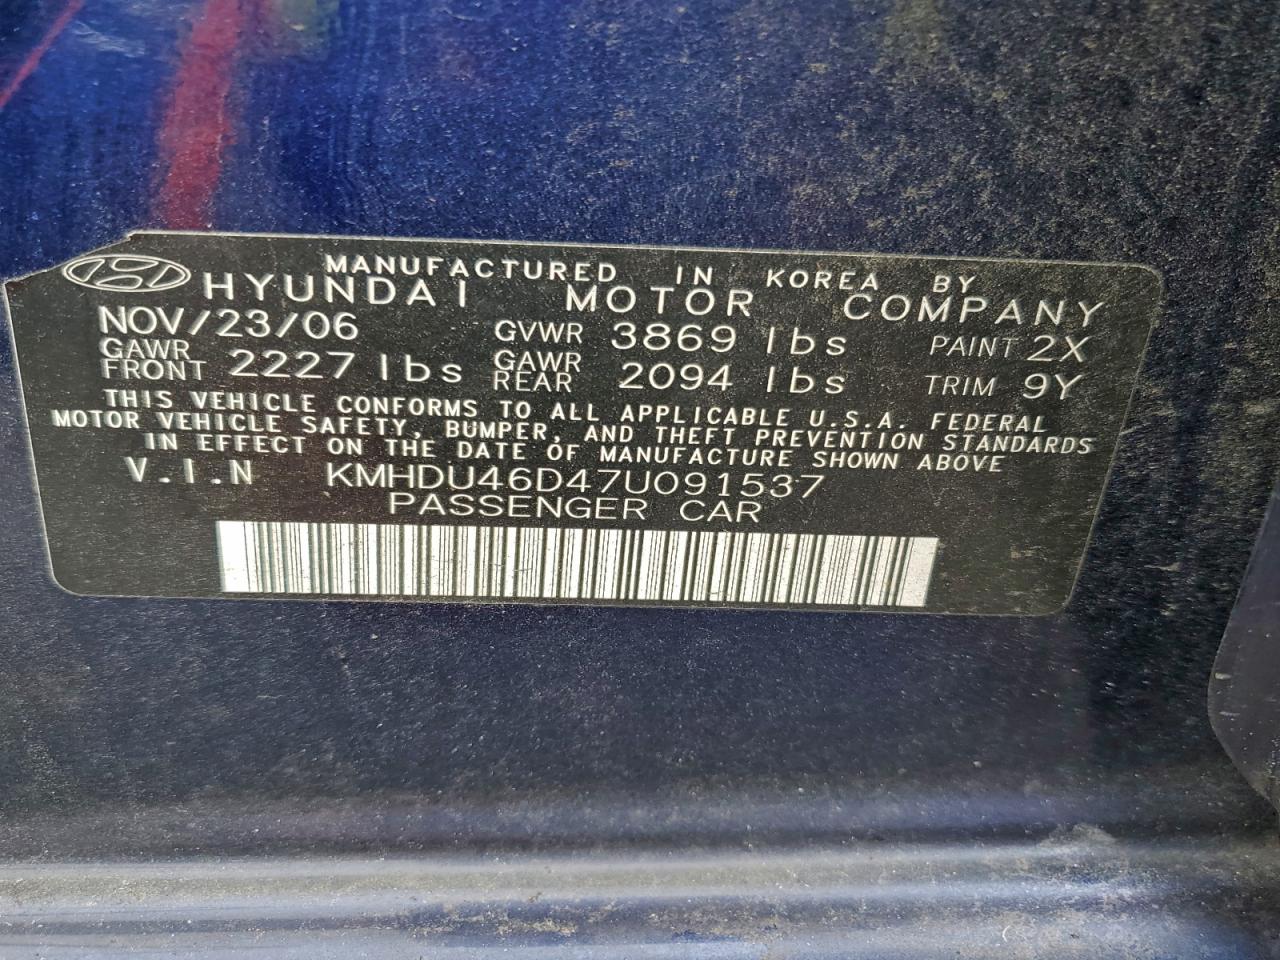 MANUFACTURED IN KOREA BY
HYUNDAI MOTOR COMPANY
NOV/23/06 GVWR 3869 lbs PAINT 2X
GAWR FRONT 2227 lbs GAWR REAR 2094 lbs TRIM 9Y
THIS VEHICLE CONFORMS TO ALL APPLICABLE U.S.A. FEDERAL
MOTOR VEHICLE SAFETY, BUMPER, AND THEFT PREVENTION STANDARDS
IN EFFECT ON THE DATE OF MANUFACTURE SHOWN ABOVE
V.I.N KMHDU46D47U091537
PASSENGER CAR